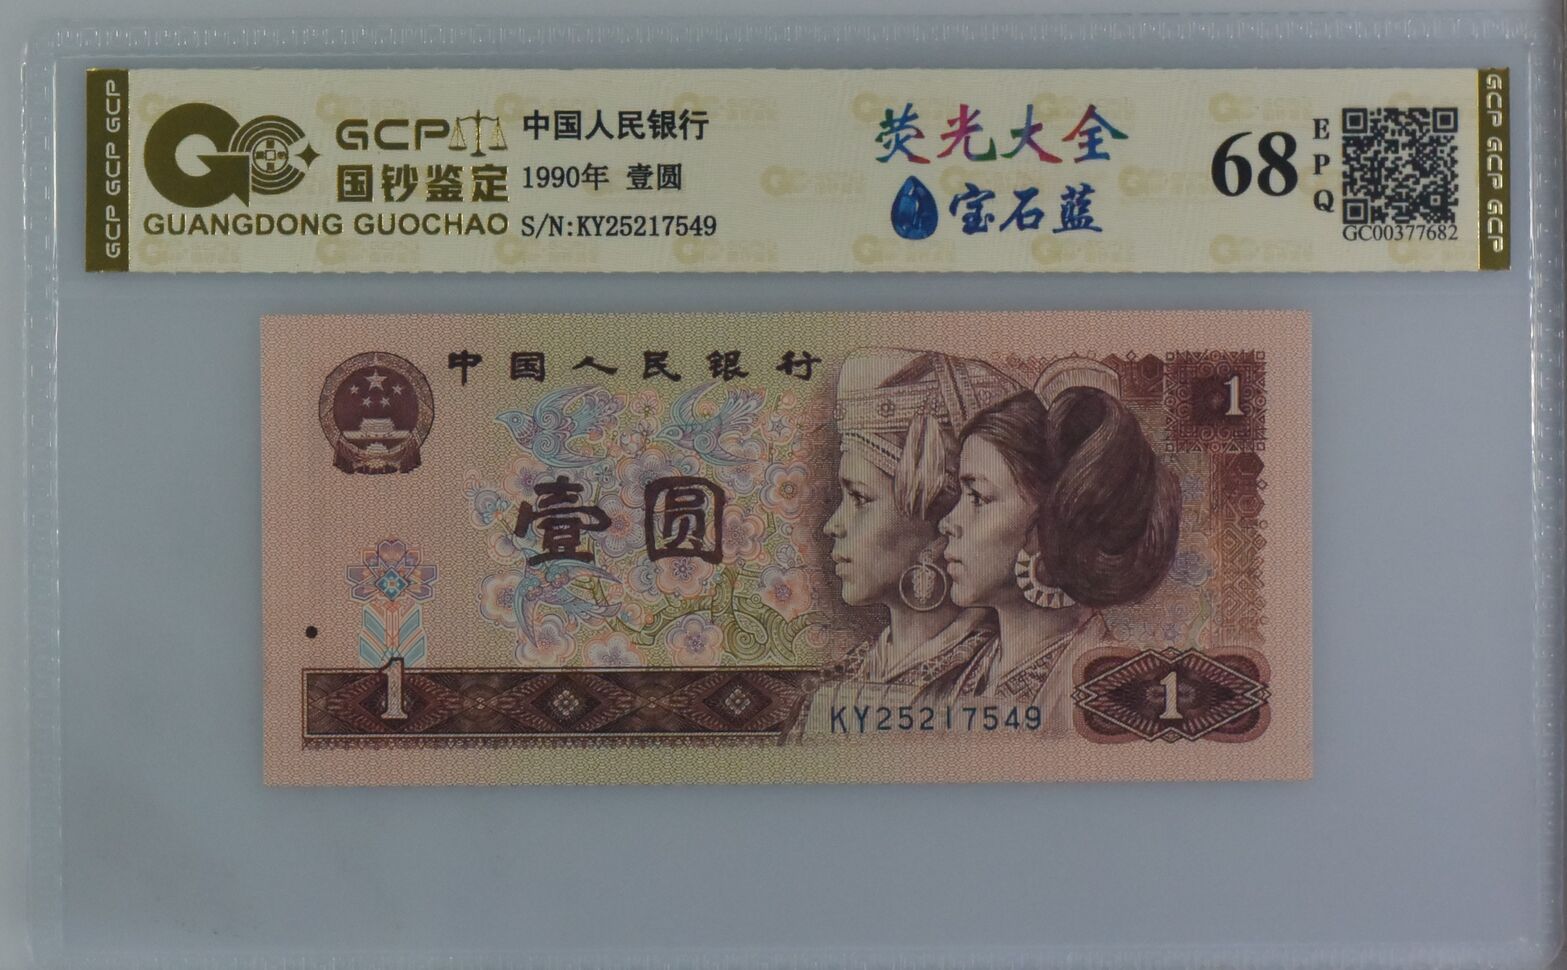 GCP GCP GCP
GCP
国钞鉴定
GUANGDONG GUOCHAO
中国人民银行
1990年 壹圆
S/N:KY25217549
荧光大全
宝石蓝
68
EPQ
GC00377682
GCP GCP GCP
中国人民银行
1
壹圆
1
KY25217549
1